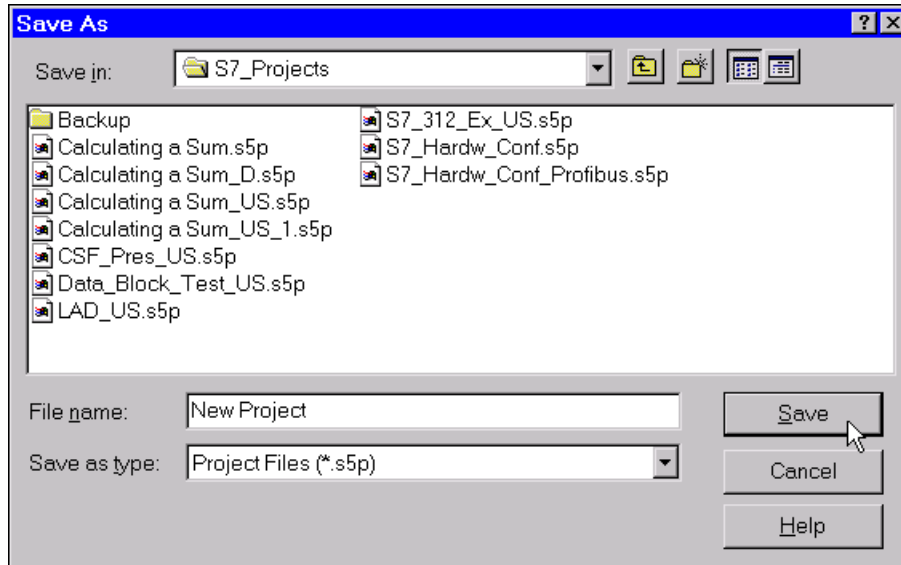 Save As
Save in: S7_Projects
Backup
Calculating a Sum.s5p
Calculating a Sum_D.s5p
Calculating a Sum_US.s5p
Calculating a Sum_US_1.s5p
CSF_Pres_US.s5p
Data_Block_Test_US.s5p
LAD_US.s5p
S7_312_Ex_US.s5p
S7_Hardw_Conf.s5p
S7_Hardw_Conf_Profibus.s5p
File name: New Project
Save
Save as type: Project Files (*.s5p)
Cancel
Help